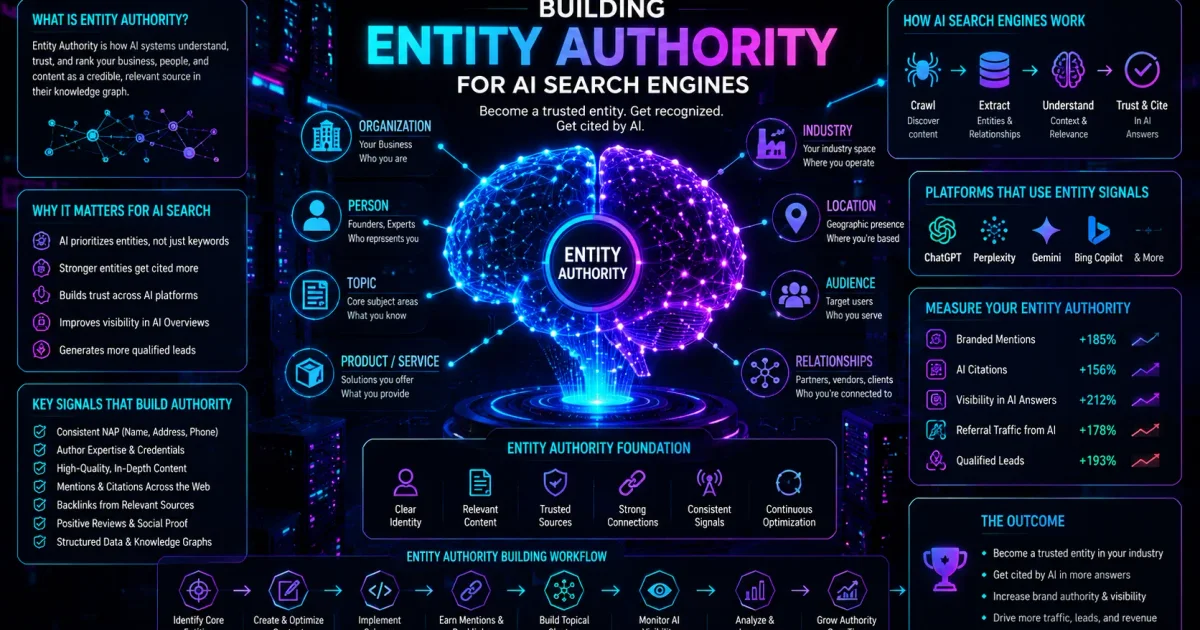 BUILDING
ENTITY AUTHORITY
FOR AI SEARCH ENGINES
Become a trusted entity. Get recognized.
Get cited by AI.
WHAT IS ENTITY AUTHORITY?
Entity Authority is how AI systems understand,
trust, and rank your business, people, and
content as a credible, relevant source in
their knowledge graph.
WHY IT MATTERS FOR AI SEARCH
AI prioritizes entities, not just keywords
Stronger entities get cited more
Builds trust across AI platforms
Improves visibility in AI Overviews
Generates more qualified leads
KEY SIGNALS THAT BUILD AUTHORITY
Consistent NAP (Name, Address, Phone)
Author Expertise & Credentials
High-Quality, In-Depth Content
Mentions & Citations Across the Web
Backlinks from Relevant Sources
Positive Reviews & Social Proof
Structured Data & Knowledge Graphs
ORGANIZATION
Your Business
Who you are
PERSON
Founders, Experts
Who represents you
TOPIC
Core subject areas
What you know
PRODUCT / SERVICE
Solutions you offer
What you provide
ENTITY
AUTHORITY
INDUSTRY
Your industry space
Where you operate
LOCATION
Geographic presence
Where you're based
AUDIENCE
Target users
Who you serve
RELATIONSHIPS
Partners, vendors, clients
Who you're connected to
HOW AI SEARCH ENGINES WORK
Crawl
Discover
content
Extract
Entities &
Relationships
Understand
Context &
Relevance
Trust & Cite
In AI
Answers
PLATFORMS THAT USE ENTITY SIGNALS
ChatGPT
Perplexity
Gemini
Bing Copilot
& More
MEASURE YOUR ENTITY AUTHORITY
Branded Mentions +185%
AI Citations +156%
Visibility in AI Answers +212%
Referral Traffic from AI +178%
Qualified Leads +193%
ENTITY AUTHORITY FOUNDATION
Clear
Identity
Relevant
Content
Trusted
Sources
Strong
Connections
Consistent
Signals
Continuous
Optimization
THE OUTCOME
Become a trusted entity in your industry
Get cited by AI in more answers
Increase brand authority & visibility
Drive more traffic, leads, and revenue
ENTITY AUTHORITY BUILDING WORKFLOW
Identify Core
Create & Optimize
Implement
Earn Mentions &
Build Topical
Monitor AI
Analyze &
Grow Authority